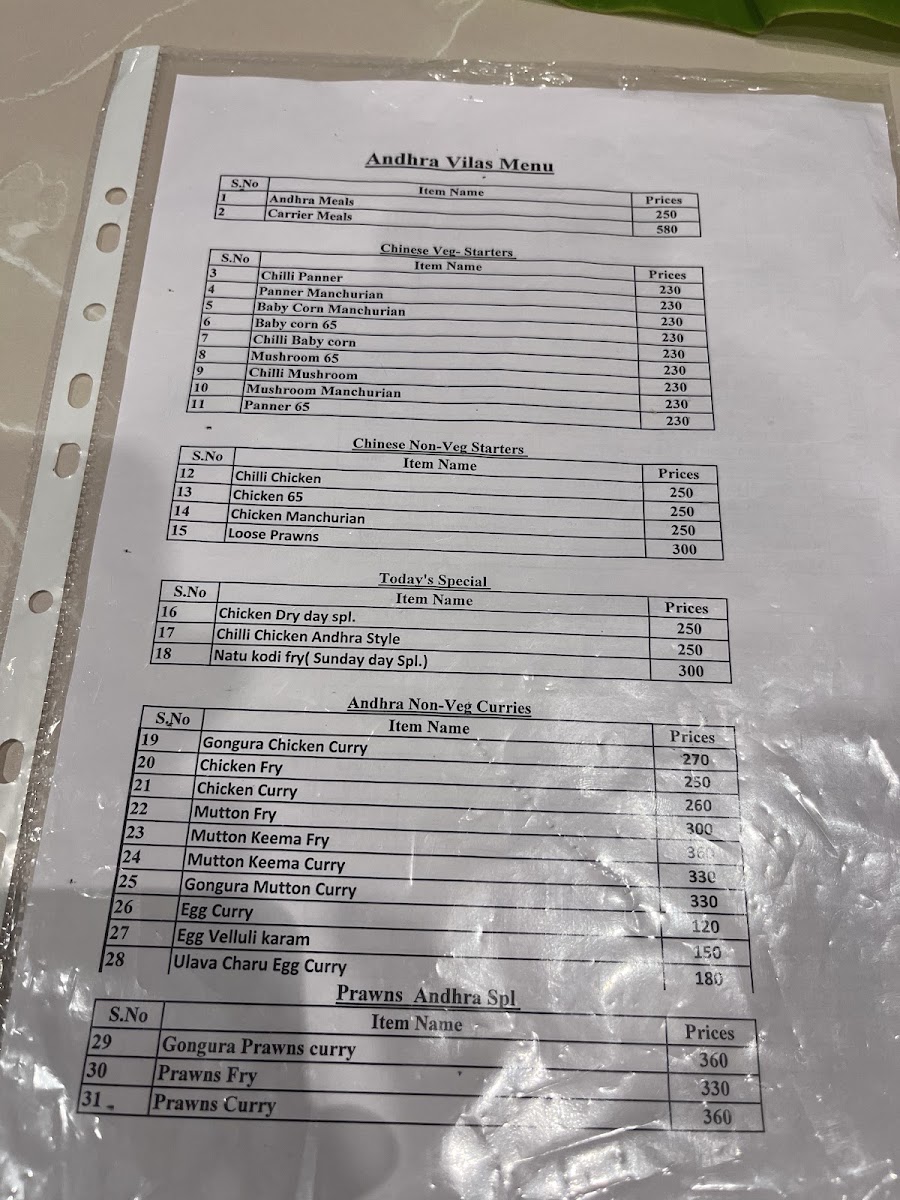 Andhra Vilas Menu
S.No Item Name Prices
1 Andhra Meals 250
2 Carrier Meals 580
Chinese Veg- Starters
S.No Item Name Prices
3 Chilli Panner 230
4 Panner Manchurian 230
5 Baby Corn Manchurian 230
6 Baby corn 65 230
7 Chilli Baby corn 230
8 Mushroom 65 230
9 Chilli Mushroom 230
10 Mushroom Manchurian 230
11 Panner 65 230
Chinese Non-Veg Starters
S.No Item Name Prices
12 Chilli Chicken 250
13 Chicken 65 250
14 Chicken Manchurian 250
15 Loose Prawns 300
Today's Special
S.No Item Name Prices
16 Chicken Dry day spl. 250
17 Chilli Chicken Andhra Style 250
18 Natu kodi fry( Sunday day Spl.) 300
Andhra Non-Veg Curries
S.No Item Name Prices
19 Gongura Chicken Curry 270
20 Chicken Fry 250
21 Chicken Curry 260
22 Mutton Fry 300
23 Mutton Keema Fry
24 Mutton Keema Curry 330
25 Gongura Mutton Curry 330
26 Egg Curry 120
27 Egg Velluli karam 150
28 Ulava Charu Egg Curry 180
Prawns Andhra Spl
S.No Item Name Prices
29 Gongura Prawns curry 360
30 Prawns Fry 330
31 Prawns Curry 360